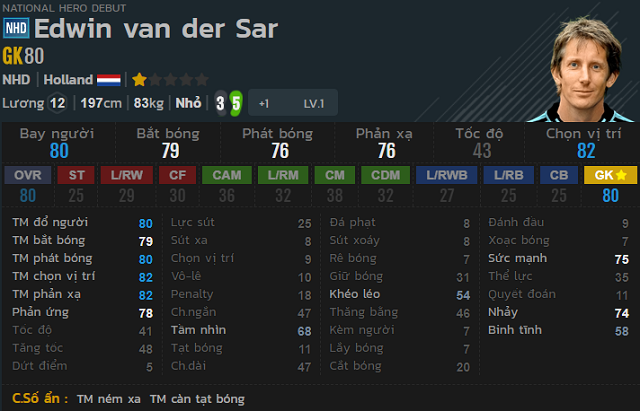 NATIONAL HERO DEBUT
NHD Edwin van der Sar
GK80
NHD Holland
Lương 12 197cm 83kg Nhỏ 3 5 +1 LV.1
Bay người Bắt bóng Phát bóng Phản xạ Tốc độ Chọn vị trí
80 79 76 76 43 82
OVR ST L/RW CF CAM L/RM CM CDM L/RWB L/RB CB GK
80 25 29 30 36 32 38 32 27 25 25 80
TM đổ người 80 Lực sút 25 Đá phạt 8 Đánh đầu 9
TM bắt bóng 79 Sút xa 8 Sút xoáy 8 Xoạc bóng 7
TM phát bóng 80 Chọn vị trí 9 Rê bóng 7 Sức mạnh 75
TM chọn vị trí 82 Vô-lê 10 Giữ bóng 31 Thể lực 35
TM phản xạ 82 Penalty 18 Khéo léo 54 Quyết đoán 11
Phản ứng 78 Ch.ngắn 47 Thăng bằng 46 Nhảy 74
Tốc độ 41 Tầm nhìn 68 Kèm người 7 Bình tĩnh 58
Tăng tốc 48 Tạt bóng 11 Lấy bóng 7
Dứt điểm 5 Ch.dài 47 Cắt bóng 20
C.Số ẩn : TM ném xa TM cản tạt bóng